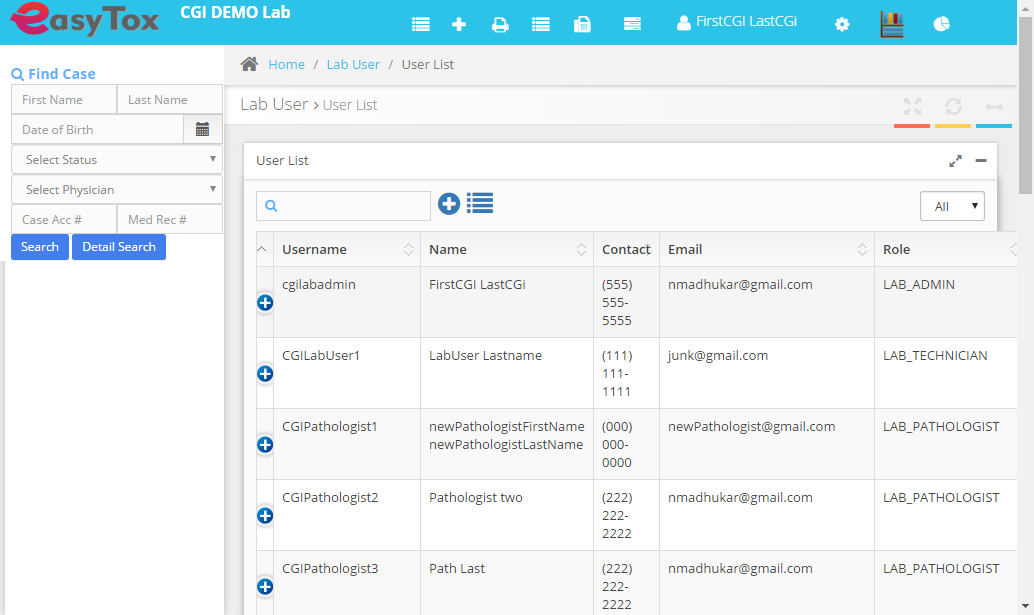 easyTox
CGI DEMO Lab
FirstCGI LastCGi
Find Case
First Name
Last Name
Date of Birth
Select Status
Select Physician
Case Acc #
Med Rec #
Search
Detail Search
Home / Lab User / User List
Lab User > User List
User List
All
Username
Name
Contact
Email
Role
cgilabadmin
FirstCGI LastCGi
(555)
555-
5555
nmadhukar@gmail.com
LAB_ADMIN
CGILabUser1
LabUser Lastname
(111)
111-
1111
junk@gmail.com
LAB_TECHNICIAN
CGIPathologist1
newPathologistFirstName
newPathologistLastName
(000)
000-
0000
newPathologist@gmail.com
LAB_PATHOLOGIST
CGIPathologist2
Pathologist two
(222)
222-
2222
nmadhukar@gmail.com
LAB_PATHOLOGIST
CGIPathologist3
Path Last
(222)
222-
2222
nmadhukar@gmail.com
LAB_PATHOLOGIST